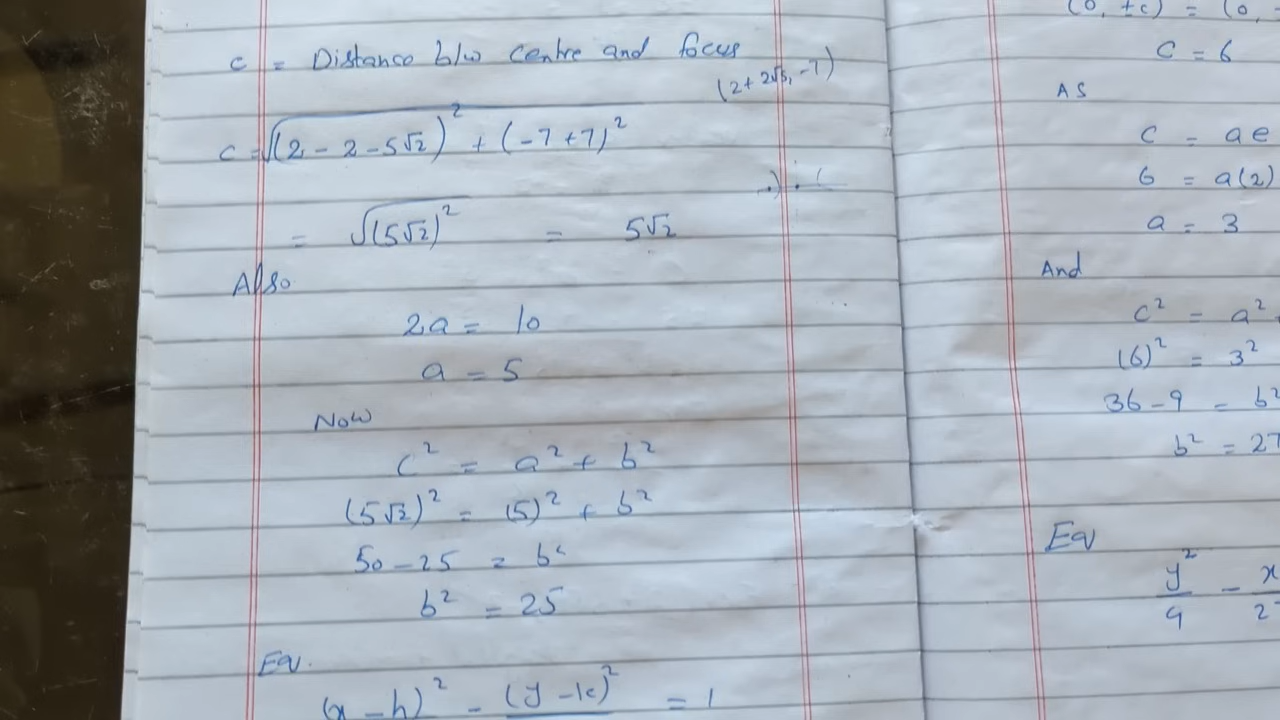 c = Distance b/w centre and focus
(2+2√5, -7)
c = √(2 - 2 - 5√2)² + (-7+7)²
= √(5√2)² = 5√2
Also
2a = 10
a = 5
Now
c² = a² + b²
(5√2)² = (5)² + b²
50 - 25 = b²
b² = 25
Eq.
(x - h)² - (y - k)² = 1
(0, ±c) = (0,
C = 6
AS
c = ae
6 = a(2)
a = 3
And
c² = a²
(6)² = 3²
36 - 9 = b²
b² = 27
Eq
y²/9 - x